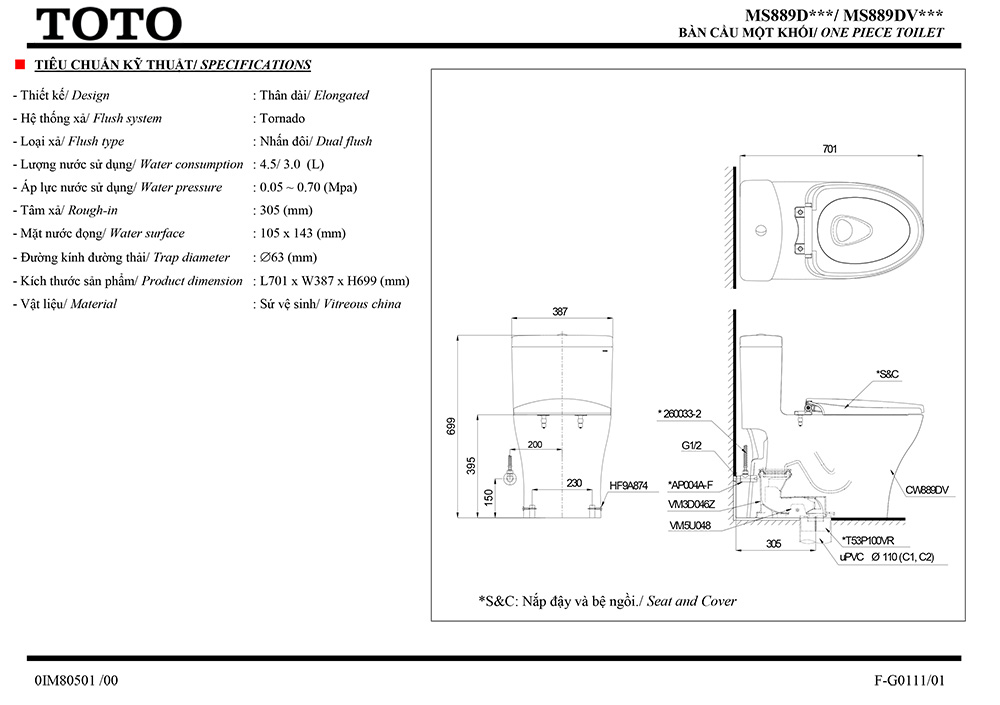 TOTO
MS889D***/ MS889DV***
BÀN CẦU MỘT KHỐI/ ONE PIECE TOILET
TIÊU CHUẨN KỸ THUẬT/ SPECIFICATIONS
- Thiết kế/ Design : Thân dài/ Elongated
- Hệ thống xả/ Flush system : Tornado
- Loại xả/ Flush type : Nhấn đôi/ Dual flush
- Lượng nước sử dụng/ Water consumption : 4.5/ 3.0 (L)
- Áp lực nước sử dụng/ Water pressure : 0.05 ~ 0.70 (Mpa)
- Tâm xả/ Rough-in : 305 (mm)
- Mặt nước đọng/ Water surface : 105 x 143 (mm)
- Đường kính đường thải/ Trap diameter : Ø63 (mm)
- Kích thước sản phẩm/ Product dimension : L701 x W387 x H699 (mm)
- Vật liệu/ Material : Sứ vệ sinh/ Vitreous china
701
387
699
395
150
200
230
HF9A874
*S&C
* 260033-2
G1/2
*AP004A-F
VM3D046Z
VM5U048
CW889DV
305
*T53P100VR
uPVC Ø 110 (C1, C2)
*S&C: Nắp đậy và bệ ngồi./ Seat and Cover
0IM80501 /00
F-G0111/01